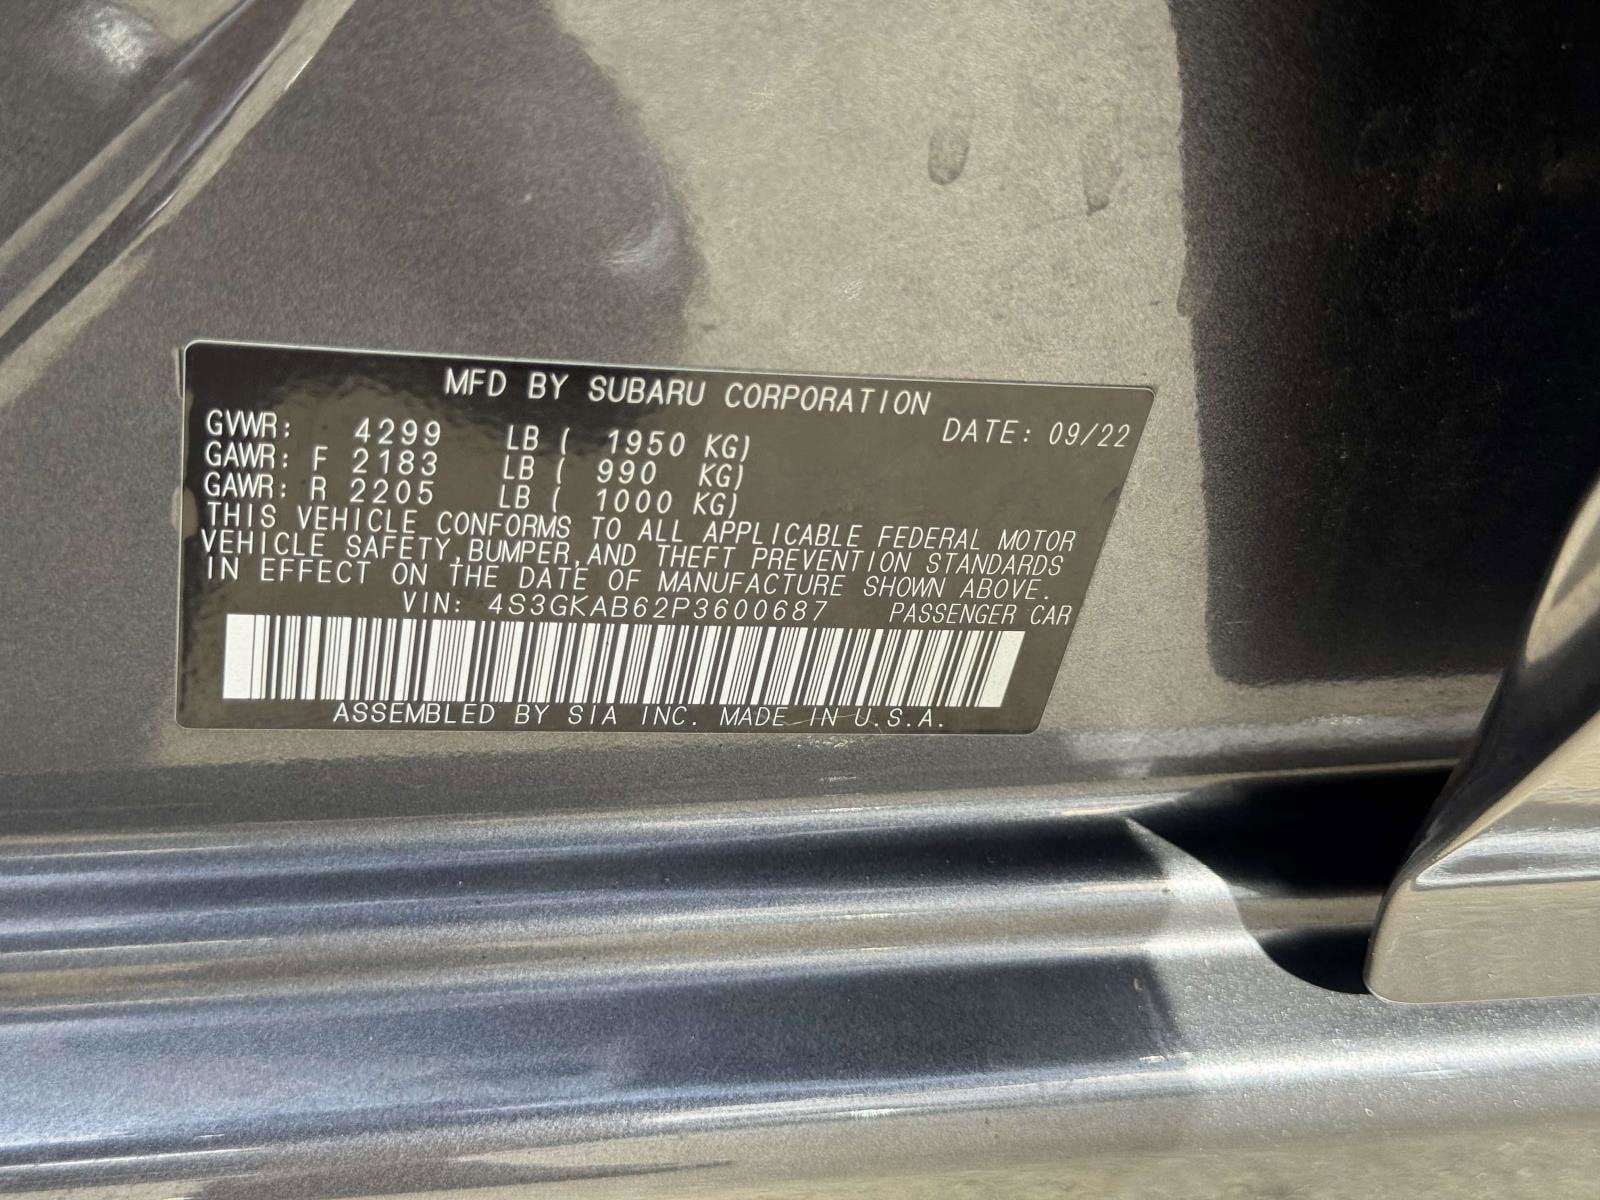 MFD BY SUBARU CORPORATION
GVWR: 4299 LB ( 1950 KG) DATE: 09/22
GAWR: F 2183 LB ( 990 KG)
GAWR: R 2205 LB ( 1000 KG)
THIS VEHICLE CONFORMS TO ALL APPLICABLE FEDERAL MOTOR
VEHICLE SAFETY,BUMPER,AND THEFT PREVENTION STANDARDS
IN EFFECT ON THE DATE OF MANUFACTURE SHOWN ABOVE.
VIN: 4S3GKAB62P3600687 PASSENGER CAR
ASSEMBLED BY SIA INC. MADE IN U.S.A.